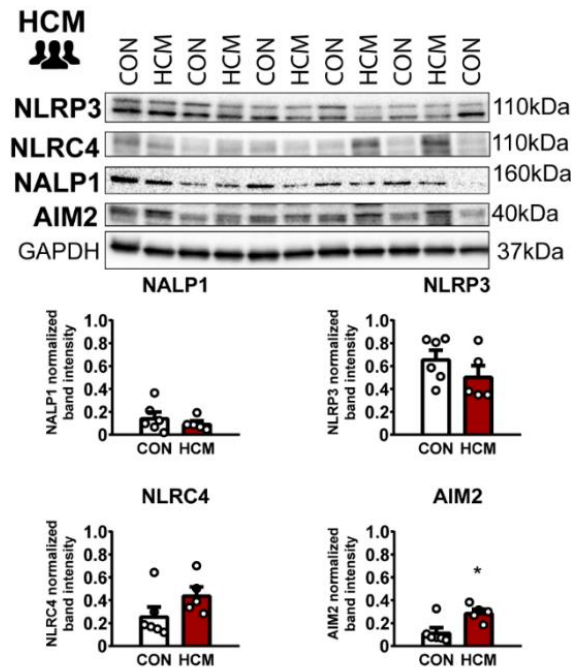 HCM
CON HCM CON HCM CON HCM CON HCM CON HCM CON
NLRP3 110kDa
NLRC4 110kDa
NALP1 160kDa
AIM2 40kDa
GAPDH 37kDa
NALP1
NALP1 normalized
band intensity
1.0
0.8
0.6
0.4
0.2
0
CON HCM
NLRP3
NLRP3 normalized
band intensity
1.0
0.8
0.6
0.4
0.2
0
CON HCM
NLRC4
NLRC4 normalized
band intensity
1.0
0.8
0.6
0.4
0.2
0
CON HCM
AIM2
AIM2 normalized
band intensity
1.0
0.8
0.6
0.4
0.2
0
*
CON HCM